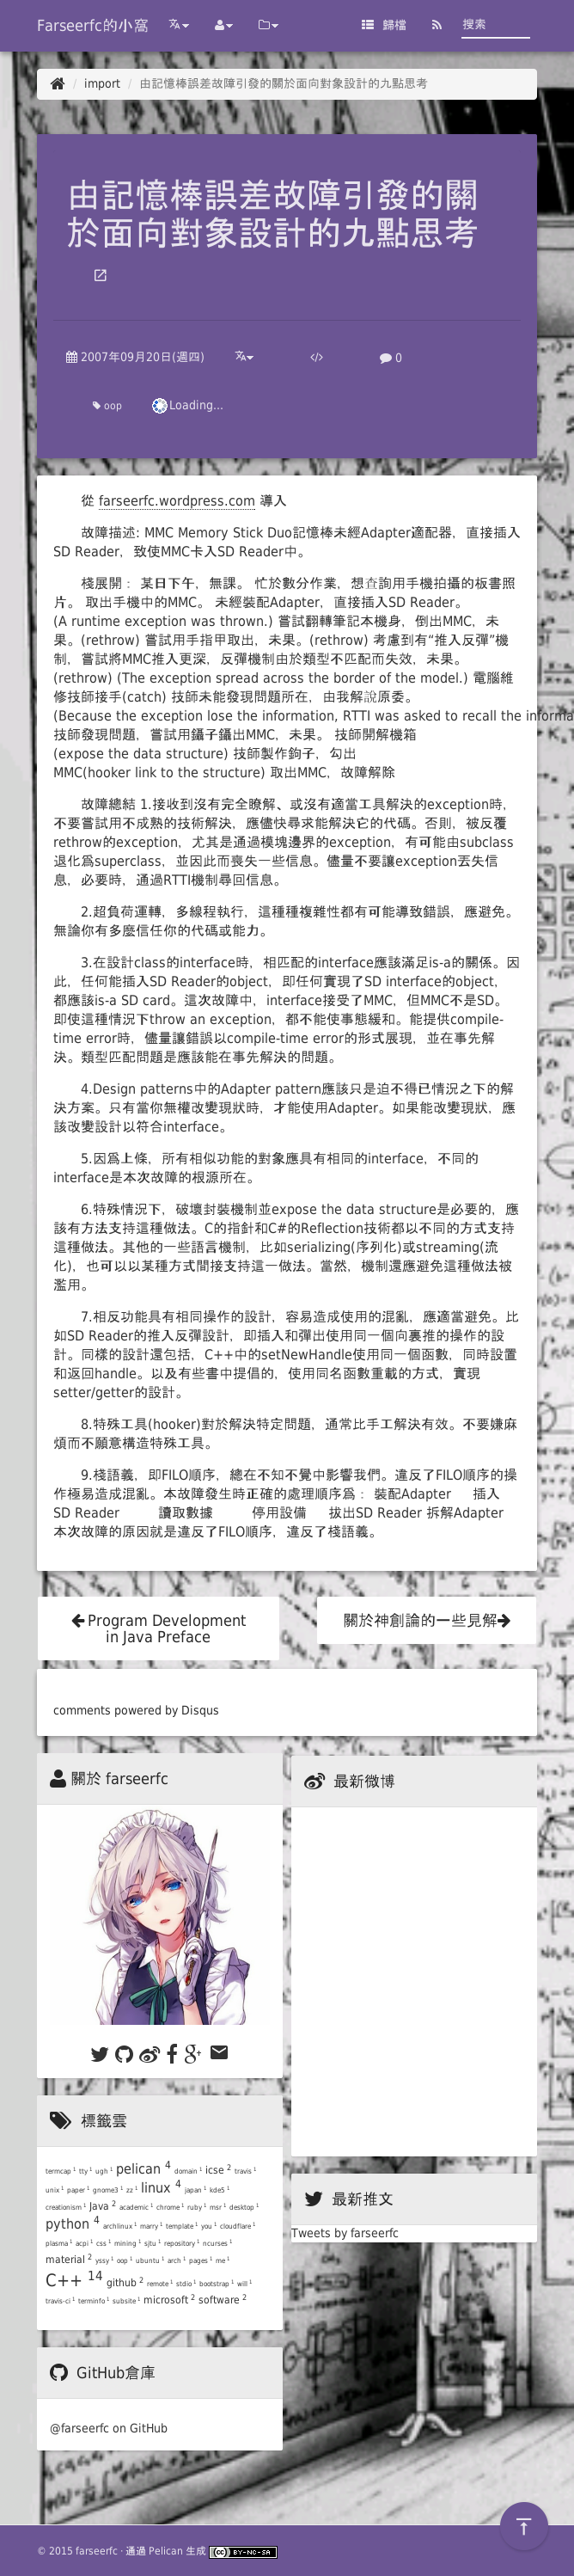 Farseerfc的小窩
歸檔
搜索
import / 由記憶棒誤差故障引發的關於面向對象設計的九點思考
由記憶棒誤差故障引發的關
於面向對象設計的九點思考
2007年09月20日(週四)
0
oop
Loading...
從 farseerfc.wordpress.com 導入
故障描述: MMC Memory Stick Duo記憶棒未經Adapter適配器，直接插入
SD Reader，致使MMC卡入SD Reader中。
棧展開： 某日下午，無課。 忙於數分作業，想查詢用手機拍攝的板書照
片。 取出手機中的MMC。 未經裝配Adapter，直接插入SD Reader。
(A runtime exception was thrown.) 嘗試翻轉筆記本機身，倒出MMC，未
果。(rethrow) 嘗試用手指甲取出，未果。(rethrow) 考慮到有“推入反彈”機
制，嘗試將MMC推入更深，反彈機制由於類型不匹配而失效，未果。
(rethrow) (The exception spread across the border of the model.) 電腦維
修技師接手(catch) 技師未能發現問題所在，由我解說原委。
(Because the exception lose the information, RTTI was asked to recall the informa
技師發現問題，嘗試用鑷子鑷出MMC，未果。 技師開解機箱
(expose the data structure) 技師製作鉤子，勾出
MMC(hooker link to the structure) 取出MMC，故障解除
故障總結 1.接收到沒有完全瞭解、或沒有適當工具解決的exception時，
不要嘗試用不成熟的技術解決，應儘快尋求能解決它的代碼。否則，被反覆
rethrow的exception，尤其是通過模塊邊界的exception，有可能由subclass
退化爲superclass，並因此而喪失一些信息。儘量不要讓exception丟失信
息，必要時，通過RTTI機制尋回信息。
2.超負荷運轉，多線程執行，這種種複雜性都有可能導致錯誤，應避免。
無論你有多麼信任你的代碼或能力。
3.在設計class的interface時，相匹配的interface應該滿足is-a的關係。因
此，任何能插入SD Reader的object，即任何實現了SD interface的object，
都應該is-a SD card。這次故障中，interface接受了MMC，但MMC不是SD。
即使這種情況下throw an exception，都不能使事態緩和。能提供compile-
time error時，儘量讓錯誤以compile-time error的形式展現，並在事先解
決。類型匹配問題是應該能在事先解決的問題。
4.Design patterns中的Adapter pattern應該只是迫不得已情況之下的解
決方案。只有當你無權改變現狀時，才能使用Adapter。如果能改變現狀，應
該改變設計以符合interface。
5.因爲上條，所有相似功能的對象應具有相同的interface，不同的
interface是本次故障的根源所在。
6.特殊情況下，破壞封裝機制並expose the data structure是必要的，應
該有方法支持這種做法。C的指針和C#的Reflection技術都以不同的方式支持
這種做法。其他的一些語言機制，比如serializing(序列化)或streaming(流
化)，也可以以某種方式間接支持這一做法。當然，機制還應避免這種做法被
濫用。
7.相反功能具有相同操作的設計，容易造成使用的混亂，應適當避免。比
如SD Reader的推入反彈設計，即插入和彈出使用同一個向裏推的操作的設
計。同樣的設計還包括，C++中的setNewHandle使用同一個函數，同時設置
和返回handle。以及有些書中提倡的，使用同名函數重載的方式，實現
setter/getter的設計。
8.特殊工具(hooker)對於解決特定問題，通常比手工解決有效。不要嫌麻
煩而不願意構造特殊工具。
9.棧語義，即FILO順序，總在不知不覺中影響我們。違反了FILO順序的操
作極易造成混亂。本故障發生時正確的處理順序爲： 裝配Adapter 插入
SD Reader 讀取數據 停用設備 拔出SD Reader 拆解Adapter
本次故障的原因就是違反了FILO順序，違反了棧語義。
Program Development
in Java Preface
關於神創論的一些見解
comments powered by Disqus
關於 farseerfc
標籤雲
termcap 1 tty 1 ugh 1 pelican 4 domain 1 icse 2 travis 1
unix 1 paper 1 gnome3 1 zz 1 linux 4 japan 1 kde5 1
creationism 1 Java 2 academic 1 chrome 1 ruby 1 msr 1 desktop 1
python 4 archlinux 1 marry 1 template 1 you 1 cloudflare 1
plasma 1 acpi 1 css 1 mining 1 sjtu 1 repository 1 ncurses 1
material 2 yssy 1 oop 1 ubuntu 1 arch 1 pages 1 me 1
C++ 14 github 2 remote 1 stdio 1 bootstrap 1 will 1
travis-ci 1 terminfo 1 subsite 1 microsoft 2 software 2
GitHub倉庫
@farseerfc on GitHub
最新微博
最新推文
Tweets by farseerfc
© 2015 farseerfc · 通過 Pelican 生成 BY-NC-SA